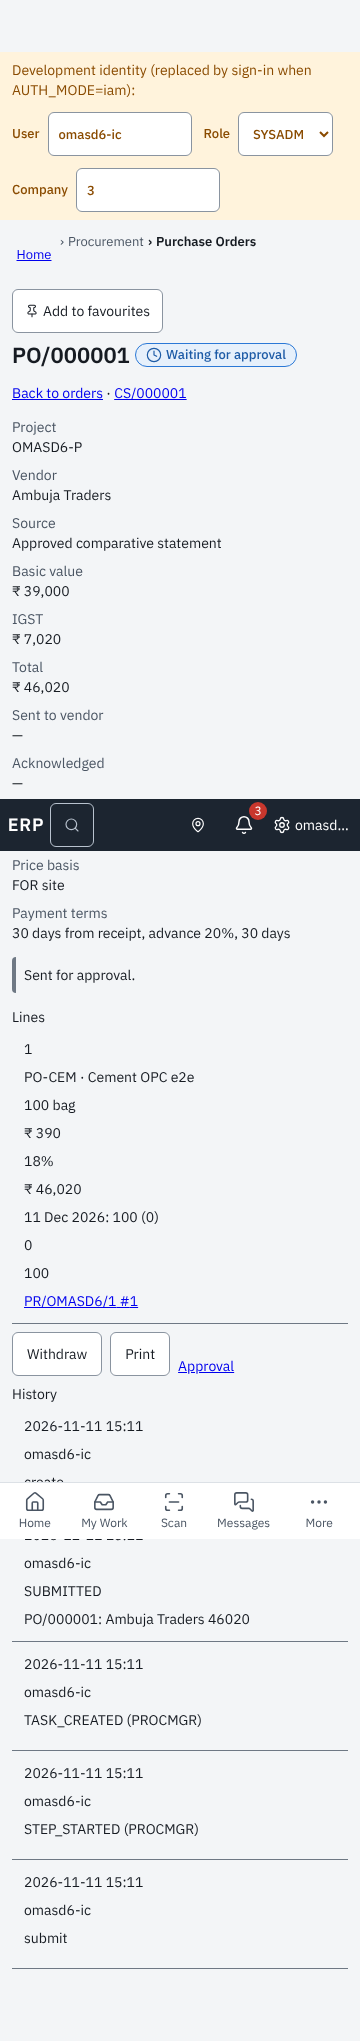 Development identity (replaced by sign-in when
AUTH_MODE=iam):
User omasd6-ic Role SYSADM
Company 3
Home › Procurement › Purchase Orders
Add to favourites
PO/000001 Waiting for approval
Back to orders · CS/000001
Project
OMASD6-P
Vendor
Ambuja Traders
Source
Approved comparative statement
Basic value
₹ 39,000
IGST
₹ 7,020
Total
₹ 46,020
Sent to vendor
—
Acknowledged
—
ERP 3 omasd...
Price basis
FOR site
Payment terms
30 days from receipt, advance 20%, 30 days
Sent for approval.
Lines
1
PO-CEM · Cement OPC e2e
100 bag
₹ 390
18%
₹ 46,020
11 Dec 2026: 100 (0)
0
100
PR/OMASD6/1 #1
Withdraw Print Approval
History
2026-11-11 15:11
omasd6-ic
Home My Work Scan Messages More
omasd6-ic
SUBMITTED
PO/000001: Ambuja Traders 46020
2026-11-11 15:11
omasd6-ic
TASK_CREATED (PROCMGR)
2026-11-11 15:11
omasd6-ic
STEP_STARTED (PROCMGR)
2026-11-11 15:11
omasd6-ic
submit